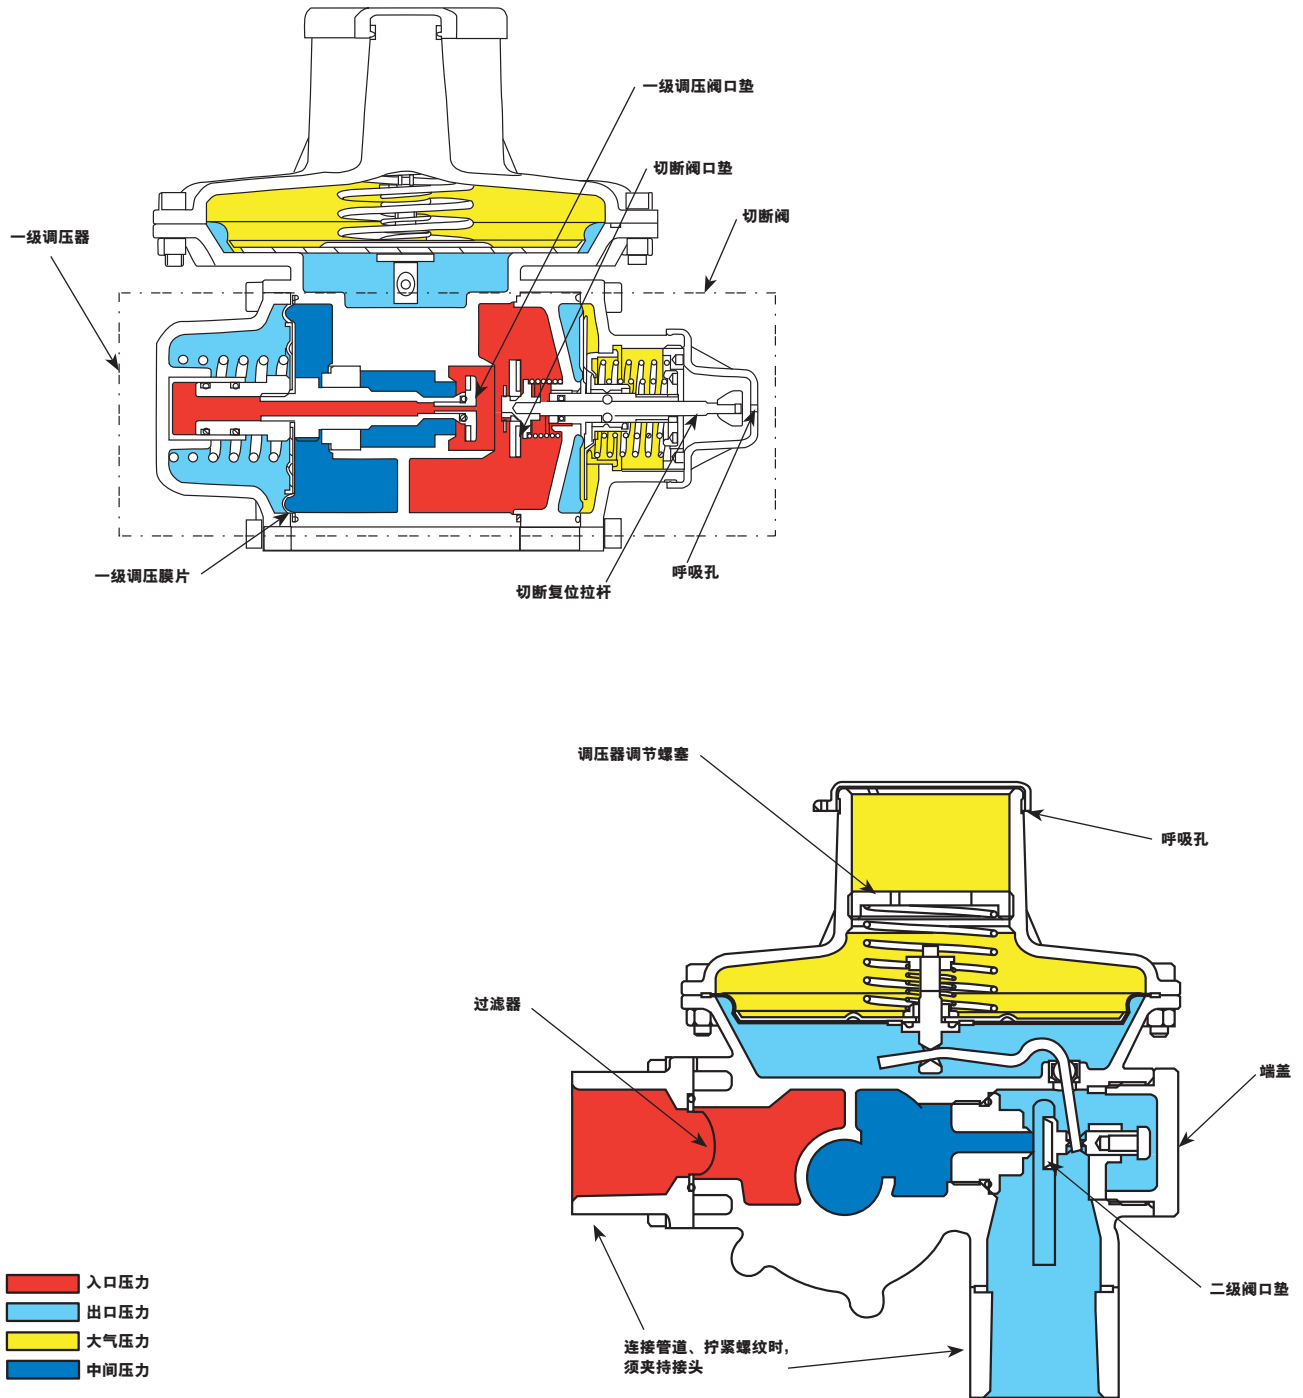 一级调压阀口垫
切断阀口垫
切断阀
一级调压器
一级调压膜片
切断复位拉杆
呼吸孔
调压器调节螺塞
呼吸孔
过滤器
端盖
二级阀口垫
连接管道、拧紧螺纹时,
须夹持接头
入口压力
出口压力
大气压力
中间压力